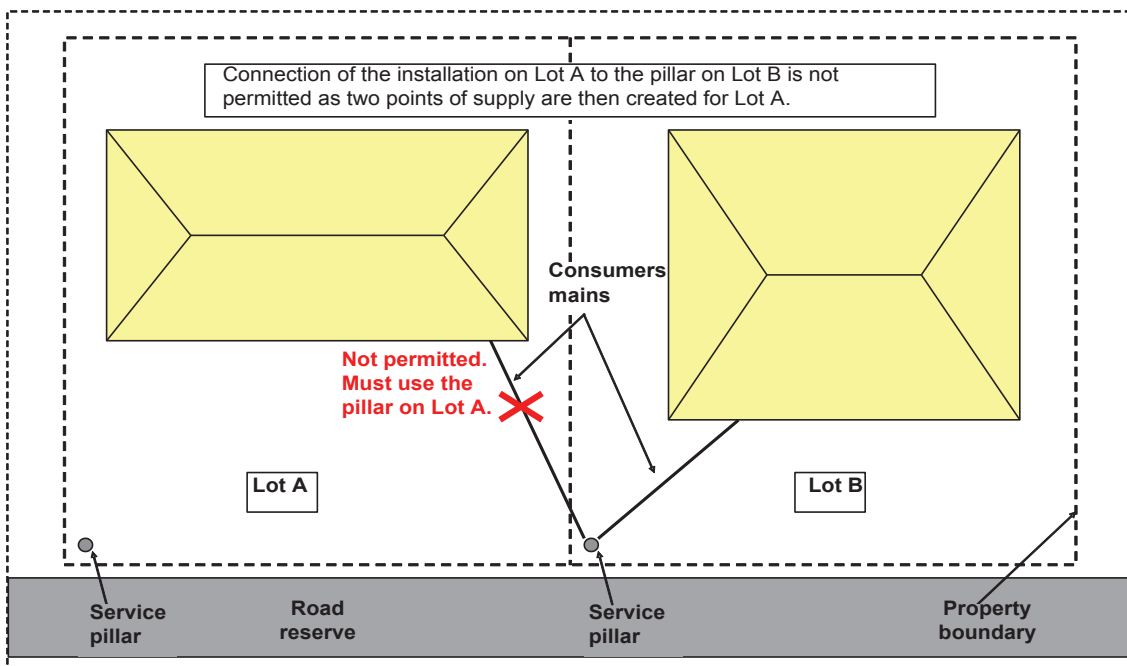 Connection of the installation on Lot A to the pillar on Lot B is not
permitted as two points of supply are then created for Lot A.
Consumers
mains
Not permitted.
Must use the
pillar on Lot A.
Lot A
Lot B
Service
pillar
Road
reserve
Service
pillar
Property
boundary